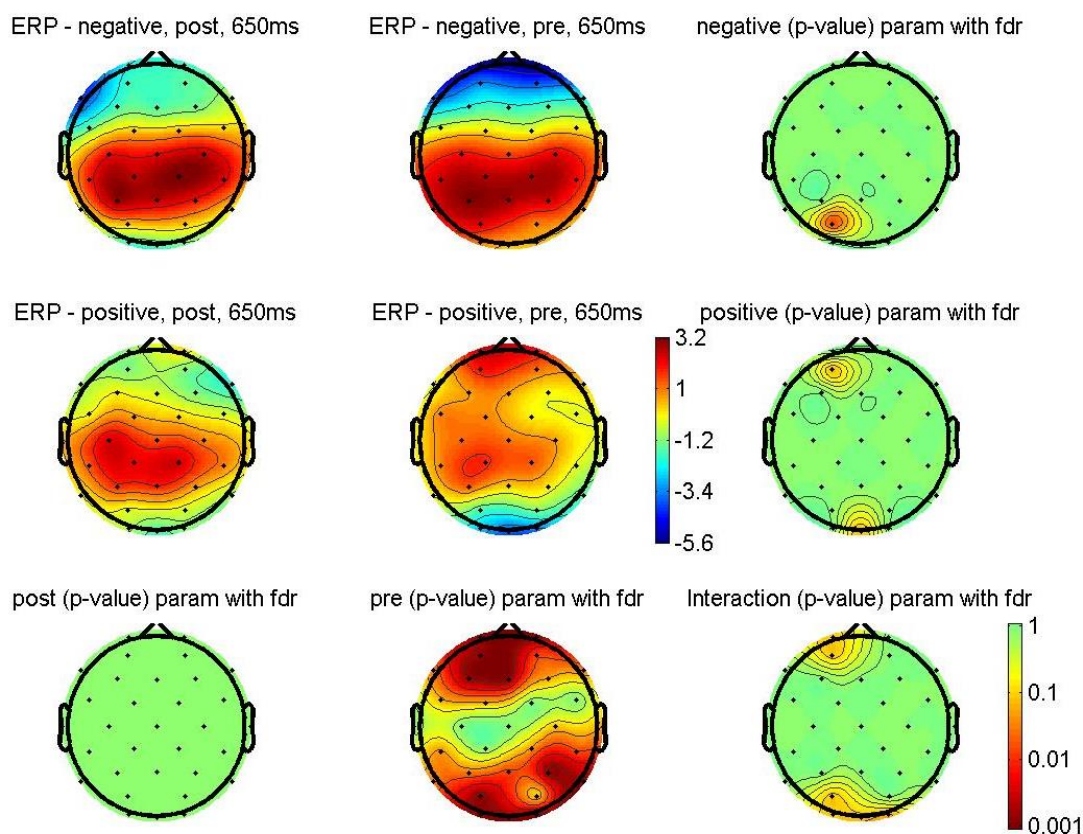 ERP - negative, post, 650ms
ERP - negative, pre, 650ms
negative (p-value) param with fdr
ERP - positive, post, 650ms
ERP - positive, pre, 650ms
positive (p-value) param with fdr
3.2
1
-1.2
-3.4
-5.6
post (p-value) param with fdr
pre (p-value) param with fdr
Interaction (p-value) param with fdr
1
0.1
0.01
0.001